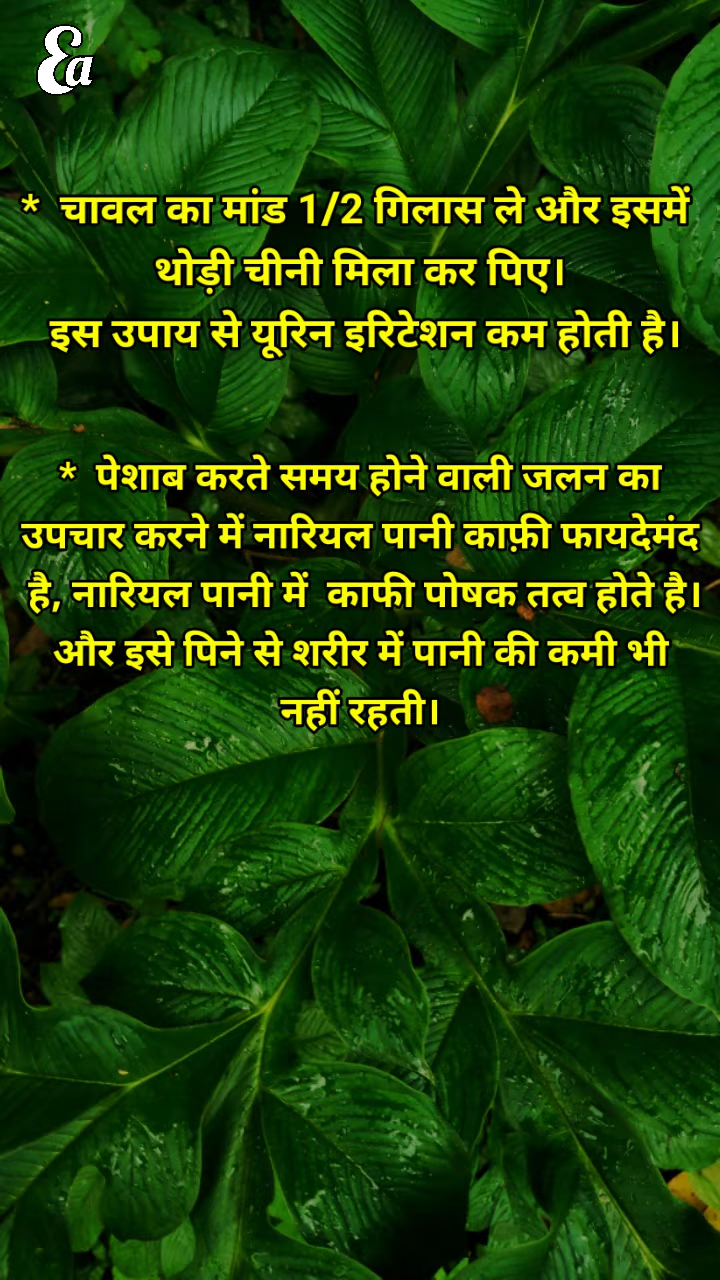 Ea
* चावल का मांड 1/2 गिलास ले और इसमें
थोड़ी चीनी मिला कर पिए।
इस उपाय से यूरिन इरिटेशन कम होती है।
* पेशाब करते समय होने वाली जलन का
उपचार करने में नारियल पानी काफ़ी फायदेमंद
है, नारियल पानी में काफी पोषक तत्व होते है।
और इसे पिने से शरीर में पानी की कमी भी
नहीं रहती।